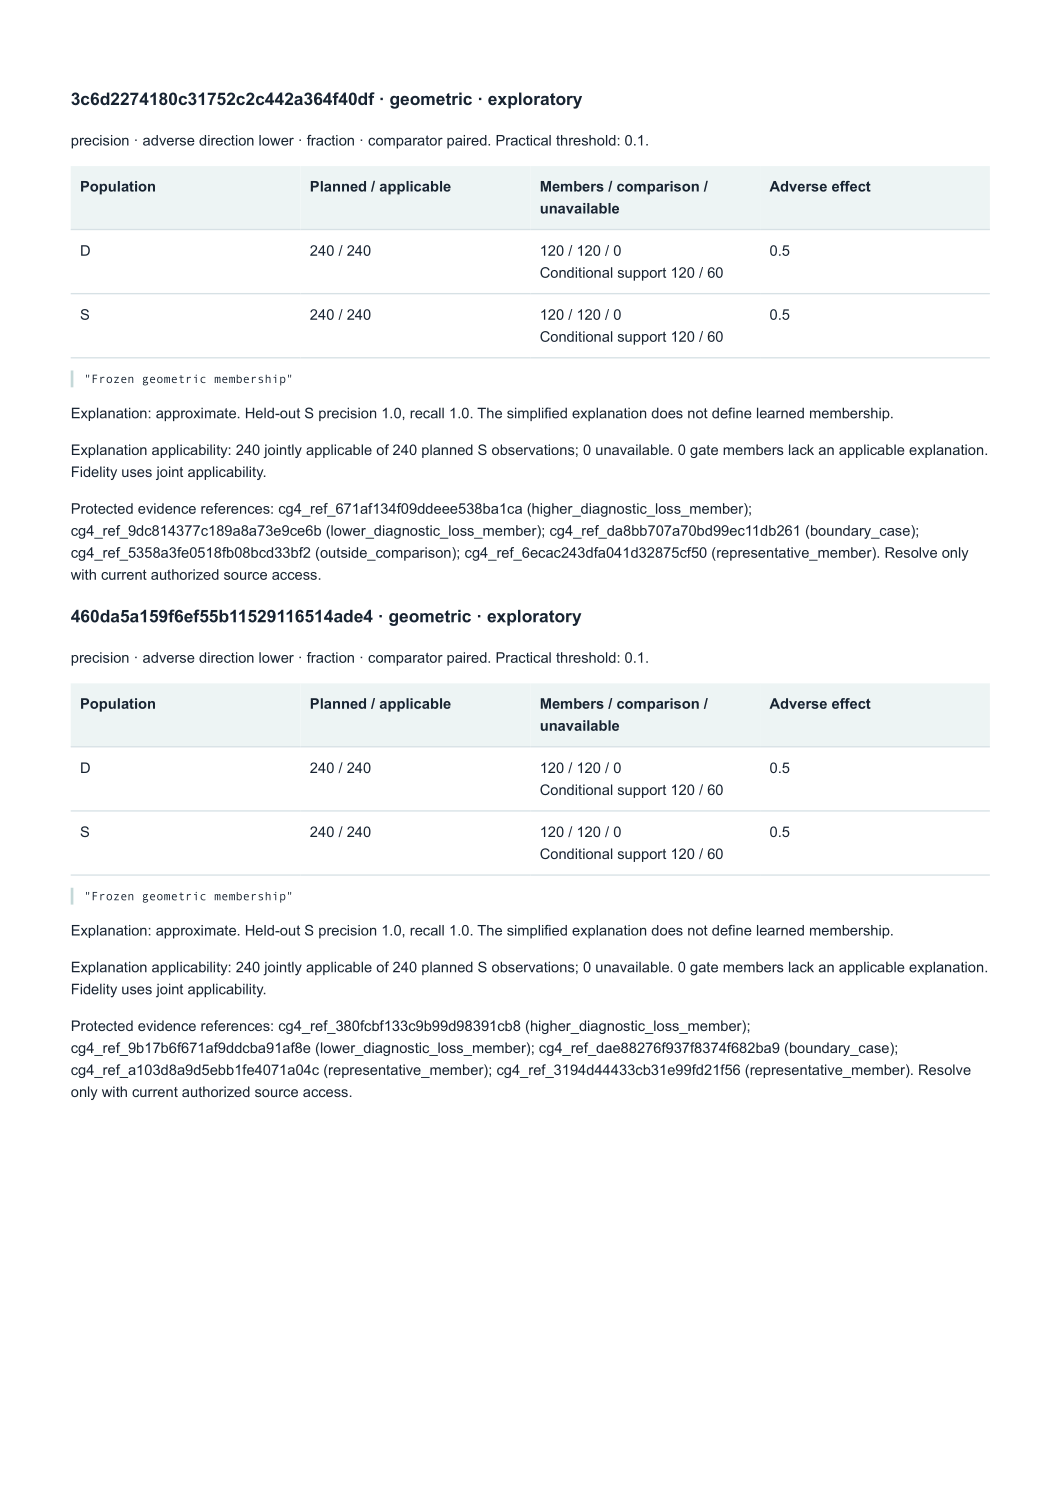 3c6d2274180c31752c2c442a364f40df · geometric · exploratory
precision · adverse direction lower · fraction · comparator paired. Practical threshold: 0.1.
Population Planned / applicable Members / comparison / unavailable Adverse effect
D 240 / 240 120 / 120 / 0 0.5
Conditional support 120 / 60
S 240 / 240 120 / 120 / 0 0.5
Conditional support 120 / 60
"Frozen geometric membership"
Explanation: approximate. Held-out S precision 1.0, recall 1.0. The simplified explanation does not define learned membership.
Explanation applicability: 240 jointly applicable of 240 planned S observations; 0 unavailable. 0 gate members lack an applicable explanation.
Fidelity uses joint applicability.
Protected evidence references: cg4_ref_671af134f09ddeee538ba1ca (higher_diagnostic_loss_member);
cg4_ref_9dc814377c189a8a73e9ce6b (lower_diagnostic_loss_member); cg4_ref_da8bb707a70bd99ec11db261 (boundary_case);
cg4_ref_5358a3fe0518fb08bcd33bf2 (outside_comparison); cg4_ref_6ecac243dfa041d32875cf50 (representative_member). Resolve only
with current authorized source access.
460da5a159f6ef55b11529116514ade4 · geometric · exploratory
precision · adverse direction lower · fraction · comparator paired. Practical threshold: 0.1.
Population Planned / applicable Members / comparison / unavailable Adverse effect
D 240 / 240 120 / 120 / 0 0.5
Conditional support 120 / 60
S 240 / 240 120 / 120 / 0 0.5
Conditional support 120 / 60
"Frozen geometric membership"
Explanation: approximate. Held-out S precision 1.0, recall 1.0. The simplified explanation does not define learned membership.
Explanation applicability: 240 jointly applicable of 240 planned S observations; 0 unavailable. 0 gate members lack an applicable explanation.
Fidelity uses joint applicability.
Protected evidence references: cg4_ref_380fcbf133c9b99d98391cb8 (higher_diagnostic_loss_member);
cg4_ref_9b17b6f671af9ddcba91af8e (lower_diagnostic_loss_member); cg4_ref_dae88276f937f8374f682ba9 (boundary_case);
cg4_ref_a103d8a9d5ebb1fe4071a04c (representative_member); cg4_ref_3194d44433cb31e99fd21f56 (representative_member). Resolve
only with current authorized source access.